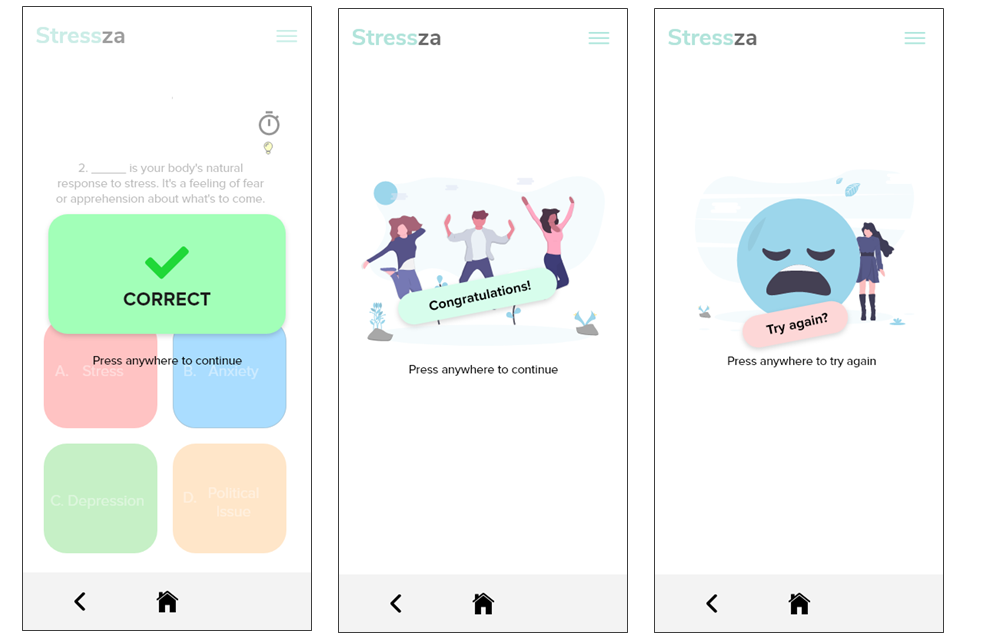 Stressza
2. _____ is your body's natural
response to stress. It's a feeling of fear
or apprehension about what's to come.
CORRECT
Press anywhere to continue
A. Stress
B. Anxiety
C. Depression
D. Political
Issue
Stressza
Congratulations!
Press anywhere to continue
Stressza
Try again?
Press anywhere to try again